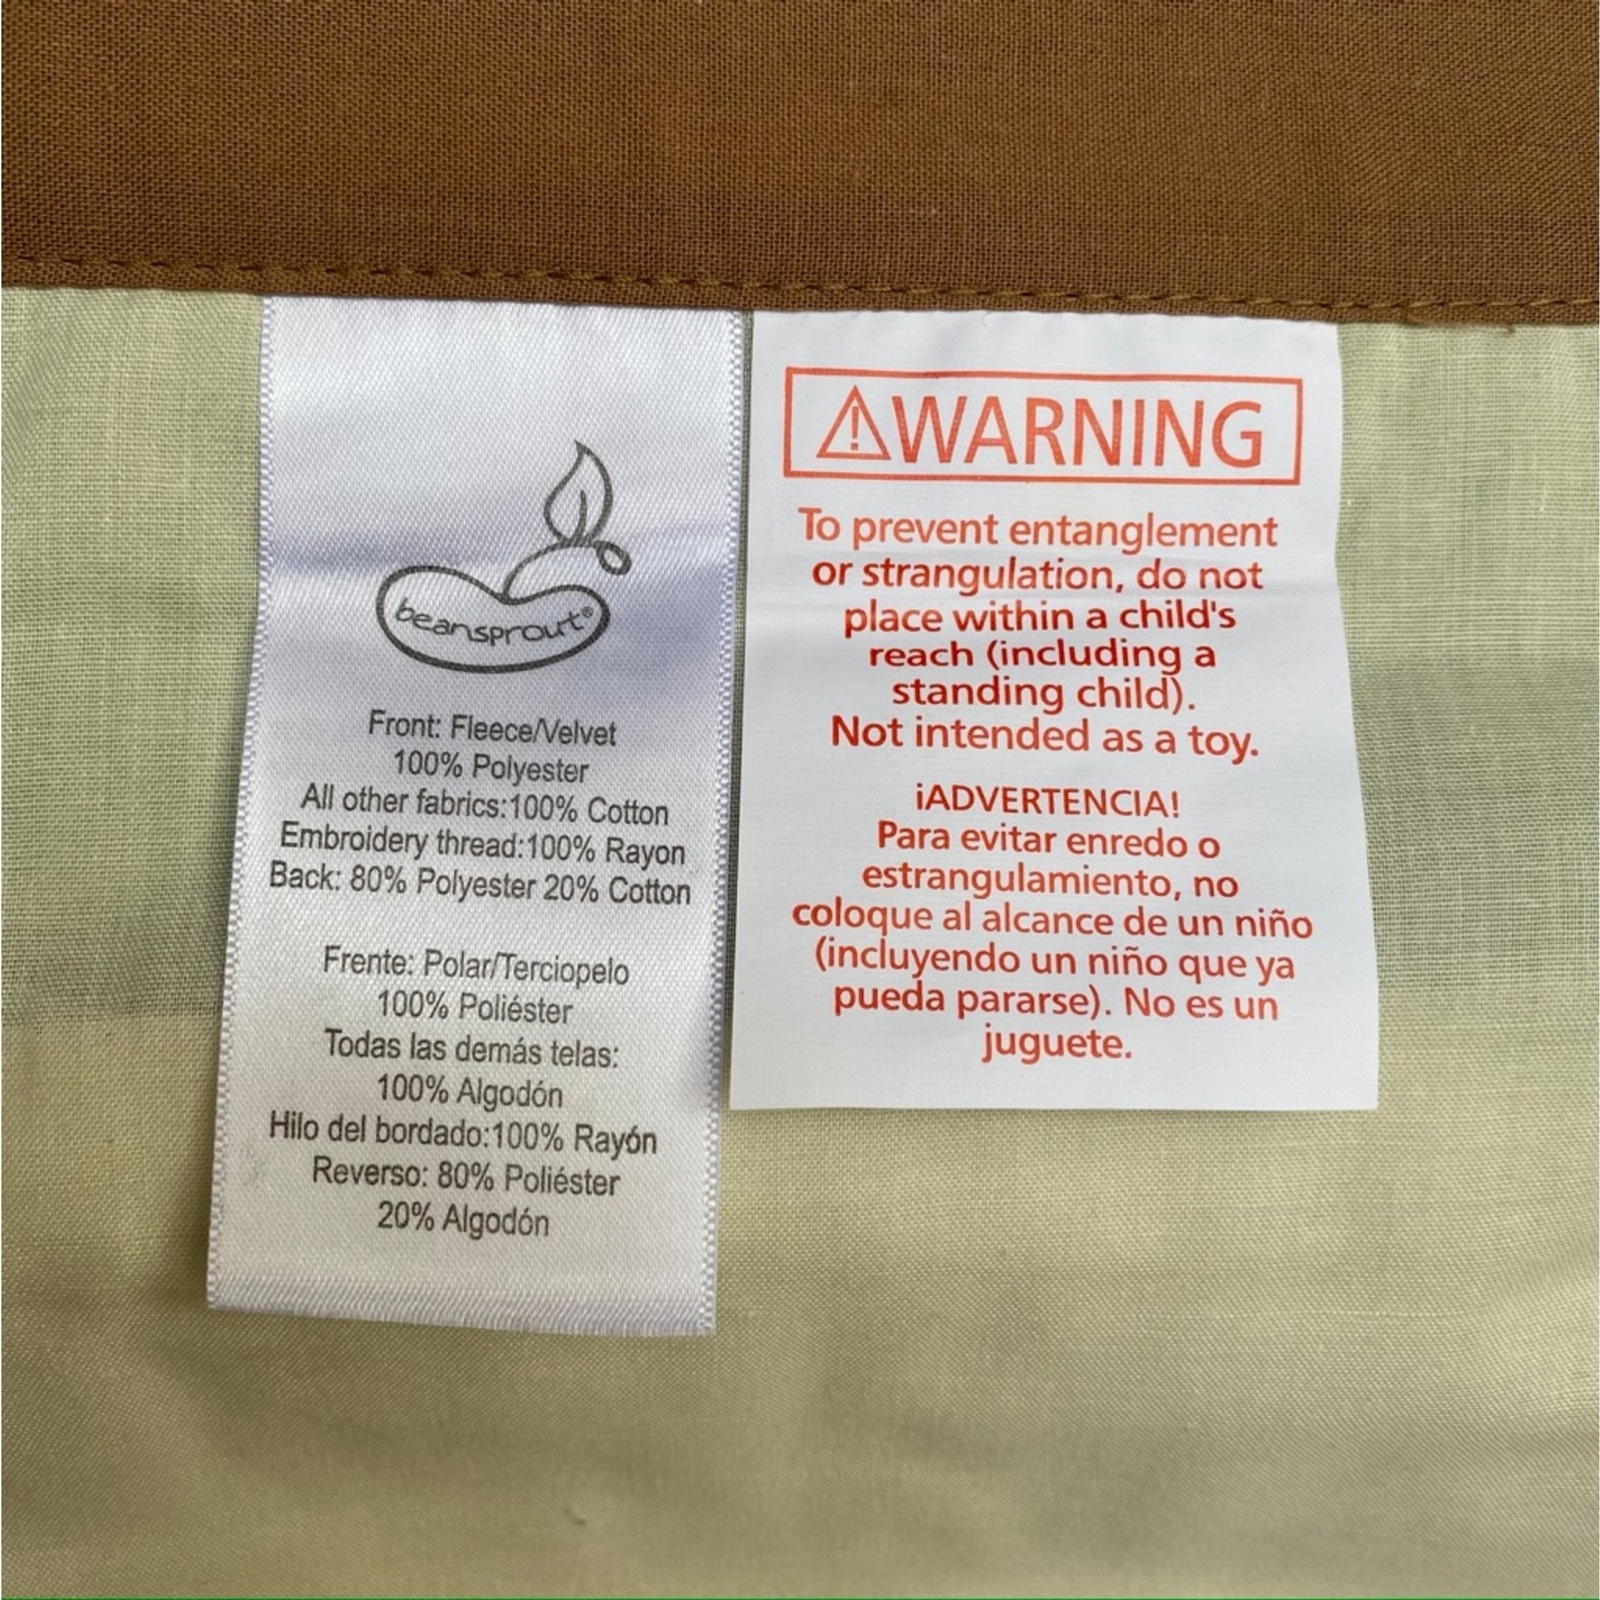 beansprout®
Front: Fleece/Velvet
100% Polyester
All other fabrics:100% Cotton
Embroidery thread:100% Rayon
Back: 80% Polyester 20% Cotton
Frente: Polar/Terciopelo
100% Poliéster
Todas las demás telas:
100% Algodón
Hilo del bordado:100% Rayón
Reverso: 80% Poliéster
20% Algodón
⚠WARNING
To prevent entanglement
or strangulation, do not
place within a child's
reach (including a
standing child).
Not intended as a toy.
¡ADVERTENCIA!
Para evitar enredo o
estrangulamiento, no
coloque al alcance de un niño
(incluyendo un niño que ya
pueda pararse). No es un
juguete.